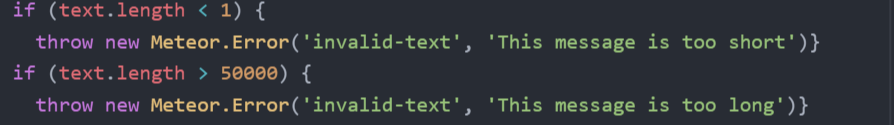 if (text.length < 1) {
  throw new Meteor.Error('invalid-text', 'This message is too short')}
if (text.length > 50000) {
  throw new Meteor.Error('invalid-text', 'This message is too long')}